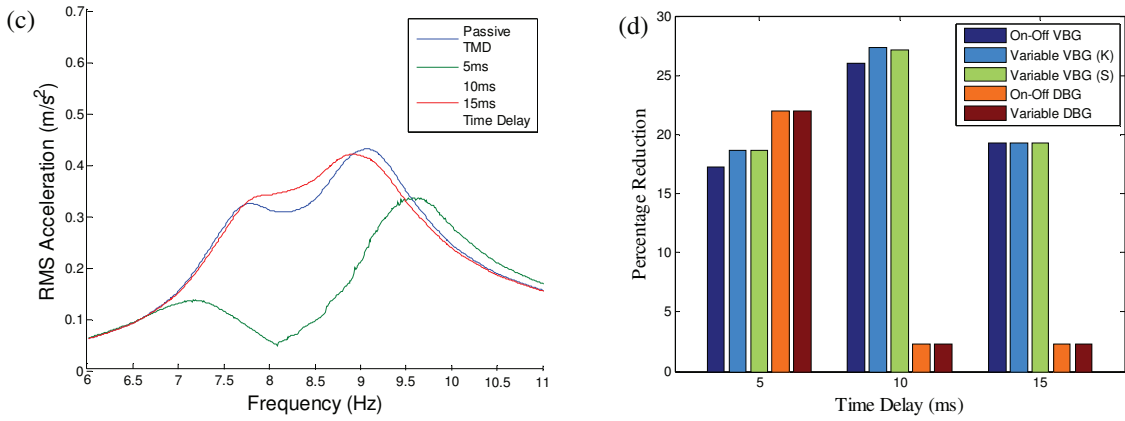 (c)
RMS Acceleration (m/s²)
0.7
0.6
0.5
0.4
0.3
0.2
0.1
0
Passive
TMD
5ms
10ms
15ms
Time Delay
6 6.5 7 7.5 8 8.5 9 9.5 10 10.5 11
Frequency (Hz)
(d)
Percentage Reduction
30
25
20
15
10
5
0
On-Off VBG
Variable VBG (K)
Variable VBG (S)
On-Off DBG
Variable DBG
5 10 15
Time Delay (ms)